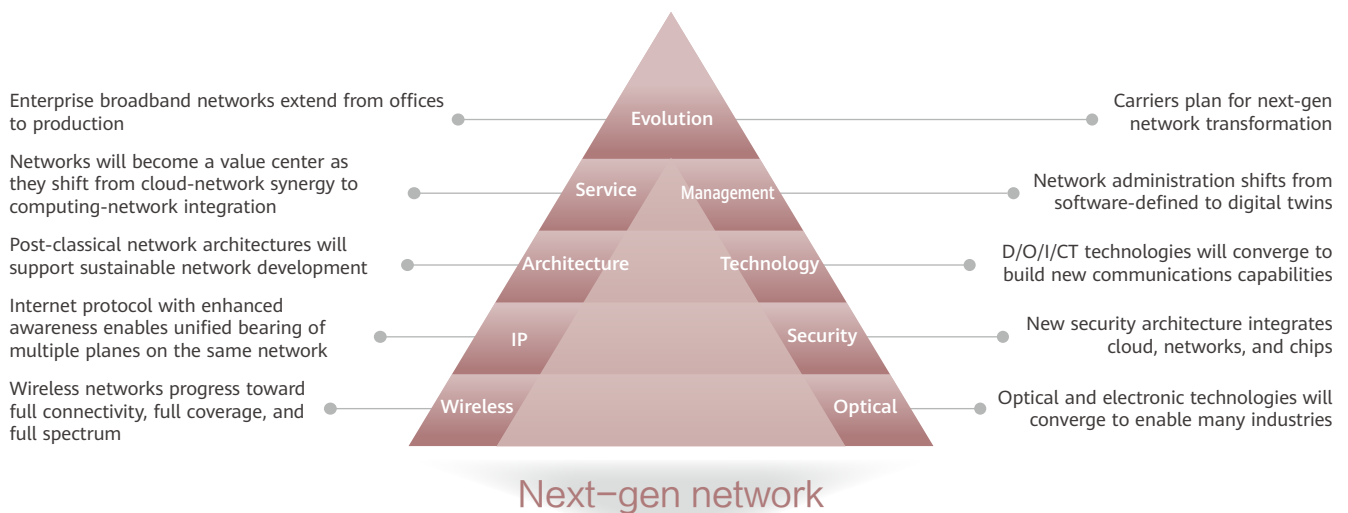 Enterprise broadband networks extend from offices
to production
Evolution
Carriers plan for next-gen
network transformation
Networks will become a value center as
they shift from cloud-network synergy to
computing-network integration
Service
Management
Network administration shifts from
software-defined to digital twins
Post-classical network architectures will
support sustainable network development
Architecture
Technology
D/O/I/CT technologies will converge to
build new communications capabilities
Internet protocol with enhanced
awareness enables unified bearing of
multiple planes on the same network
IP
Security
New security architecture integrates
cloud, networks, and chips
Wireless networks progress toward
full connectivity, full coverage, and
full spectrum
Wireless
Optical
Optical and electronic technologies will
converge to enable many industries
Next-gen network